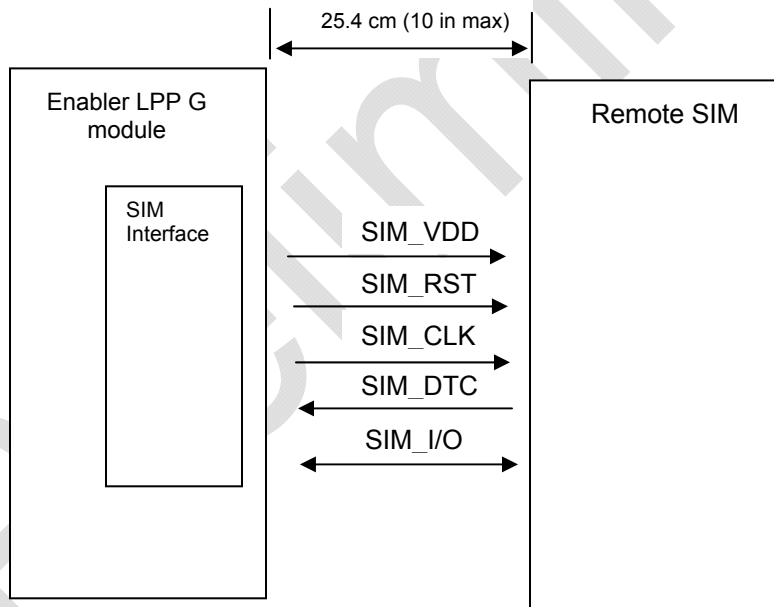 25.4 cm (10 in max)
Enabler LPP G
module
Remote SIM
SIM
Interface
SIM_VDD
SIM_RST
SIM_CLK
SIM_DTC
SIM_I/O